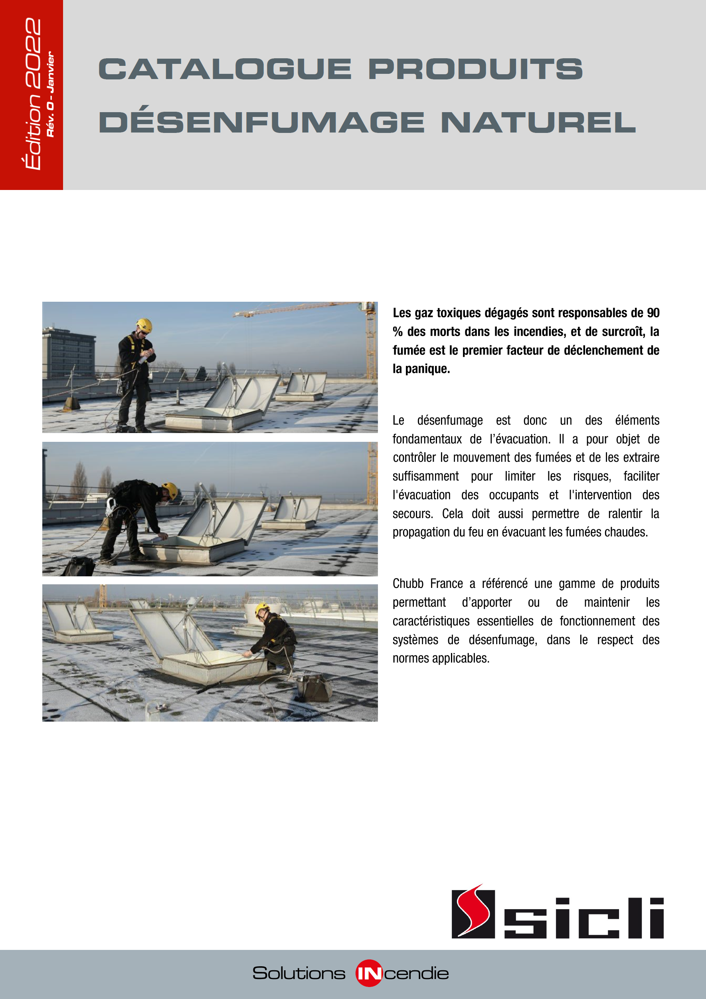 Édition 2022
Rév. 0 - Janvier
CATALOGUE PRODUITS
DÉSENFUMAGE NATUREL
Les gaz toxiques dégagés sont responsables de 90
% des morts dans les incendies, et de surcroît, la
fumée est le premier facteur de déclenchement de
la panique.
Le désenfumage est donc un des éléments
fondamentaux de l’évacuation. Il a pour objet de
contrôler le mouvement des fumées et de les extraire
suffisamment pour limiter les risques, faciliter
l'évacuation des occupants et l'intervention des
secours. Cela doit aussi permettre de ralentir la
propagation du feu en évacuant les fumées chaudes.
Chubb France a référencé une gamme de produits
permettant d’apporter ou de maintenir les
caractéristiques essentielles de fonctionnement des
systèmes de désenfumage, dans le respect des
normes applicables.
sicli
Solutions INcendie